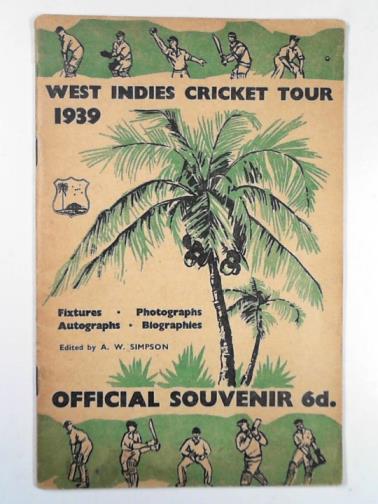 WEST INDIES CRICKET TOUR
1939
Fixtures · Photographs
Autographs · Biographies
Edited by A. W. SIMPSON
OFFICIAL SOUVENIR 6d.